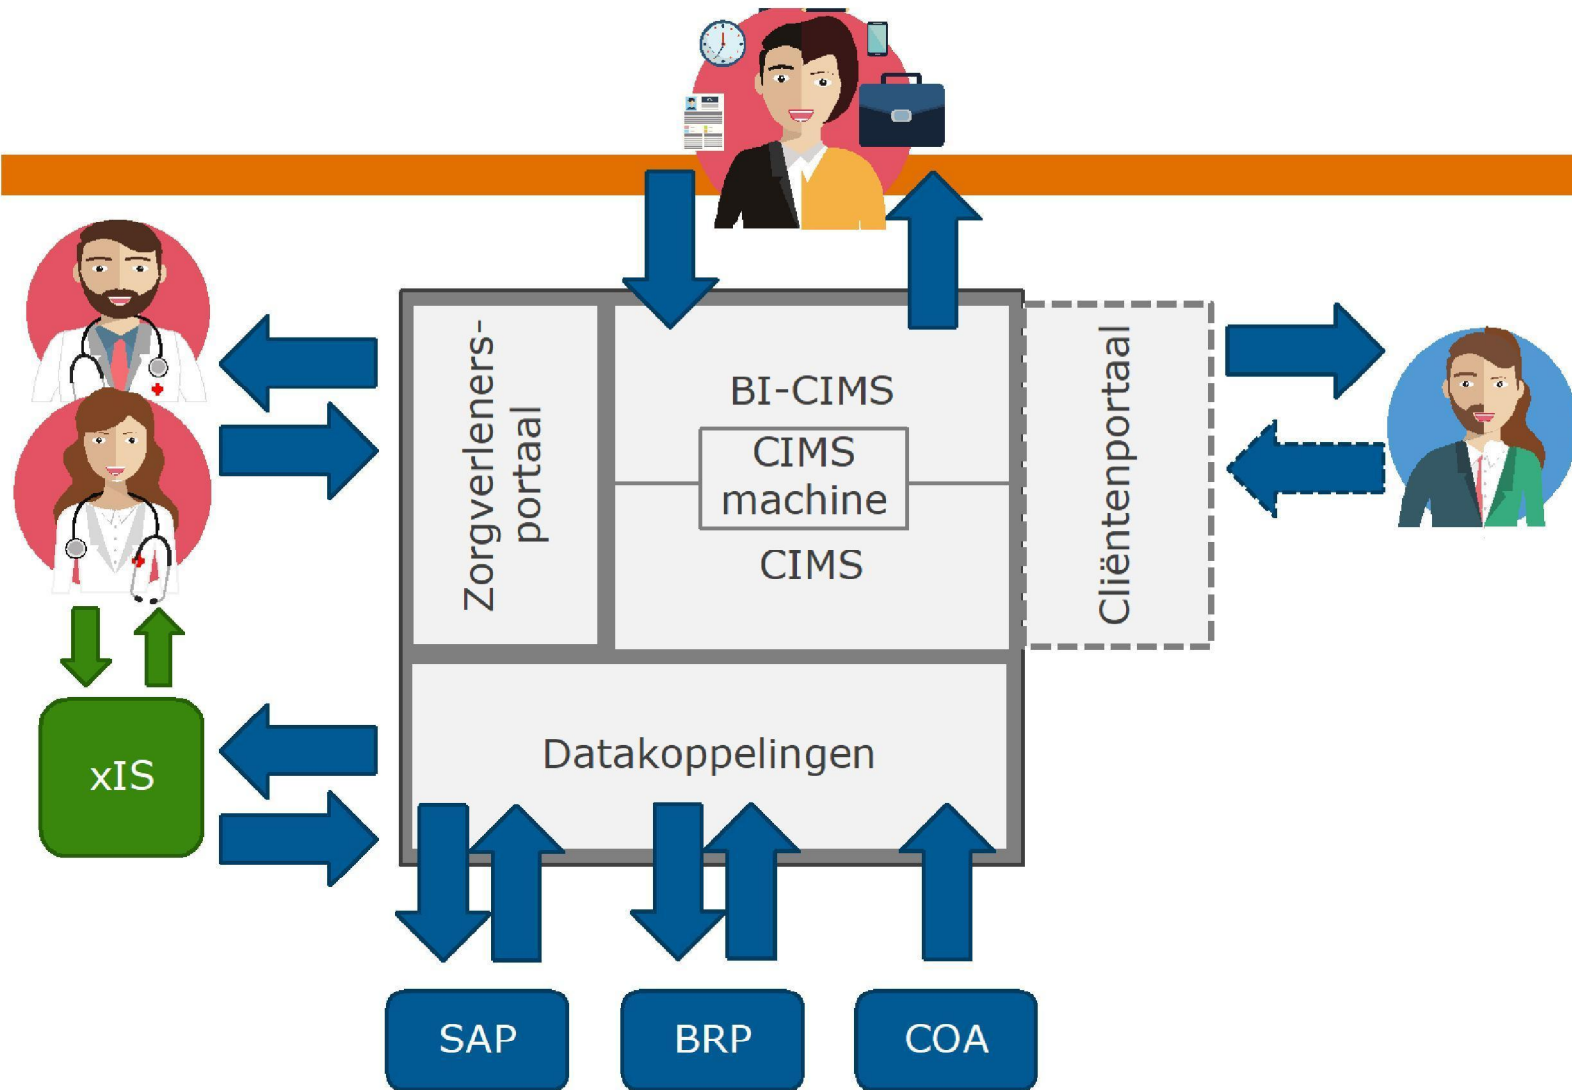 Zorgverleners-
portaal
BI-CIMS
CIMS
machine
CIMS
Cliëntenportaal
Datakoppelingen
xIS
SAP
BRP
COA